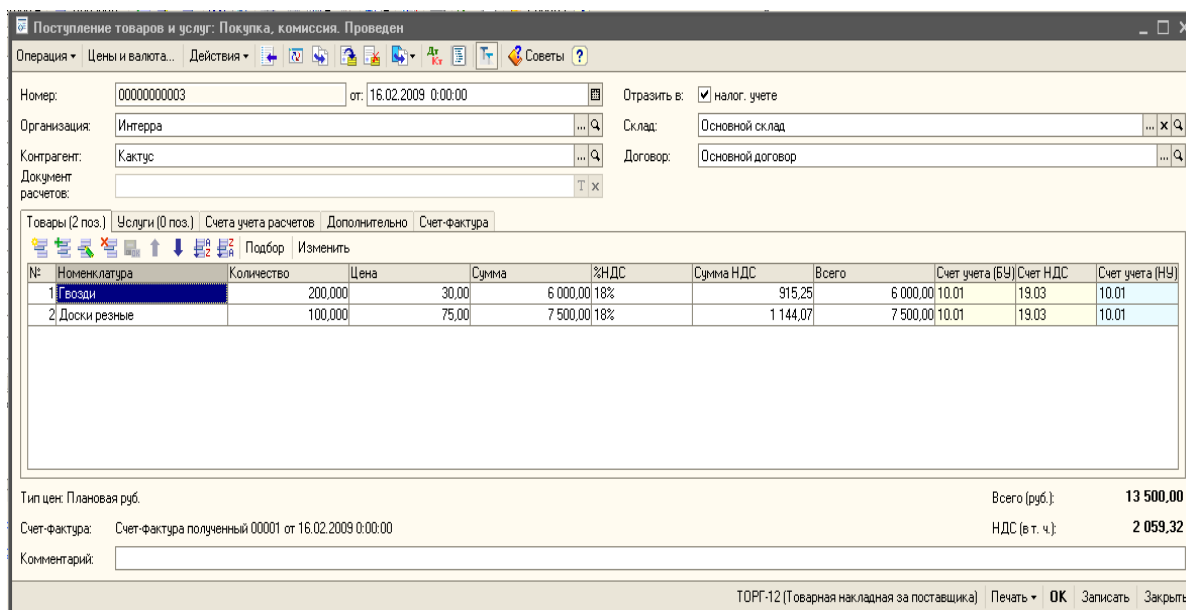 Поступление товаров и услуг: Покупка, комиссия. Проведен
Операция Цены и валюта... Действия Дт Кт Советы ?
Номер: 00000000003 от: 16.02.2009 0:00:00 Отразить в: налог. учете
Организация: Интерра ... Склад: Основной склад ... x
Контрагент: Кактус ... Договор: Основной договор ...
Документ расчетов: T x
Товары (2 поз.) Услуги (0 поз.) Счета учета расчетов Дополнительно Счет-фактура
Подбор Изменить
№ Номенклатура Количество Цена Сумма %НДС Сумма НДС Всего Счет учета (БУ) Счет НДС Счет учета (НУ)
1 Гвозди 200,000 30,00 6 000,00 18% 915,25 6 000,00 10.01 19.03 10.01
2 Доски резные 100,000 75,00 7 500,00 18% 1 144,07 7 500,00 10.01 19.03 10.01
Тип цен: Плановая руб. Всего (руб.): 13 500,00
Счет-фактура: Счет-фактура полученный 00001 от 16.02.2009 0:00:00 НДС (в т. ч.): 2 059,32
Комментарий:
ТОРГ-12 (Товарная накладная за поставщика) Печать OK Записать Закрыть